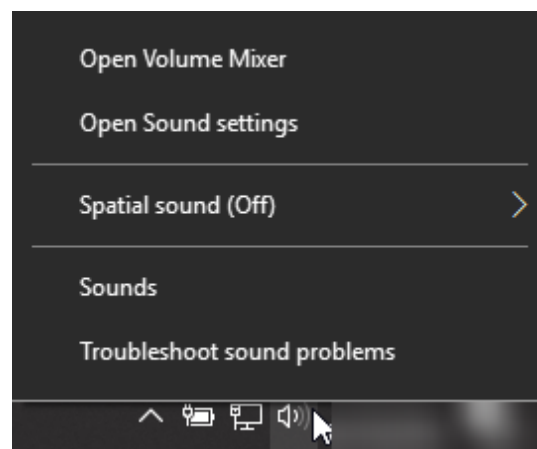 Open Volume Mixer
Open Sound settings
Spatial sound (Off)
Sounds
Troubleshoot sound problems